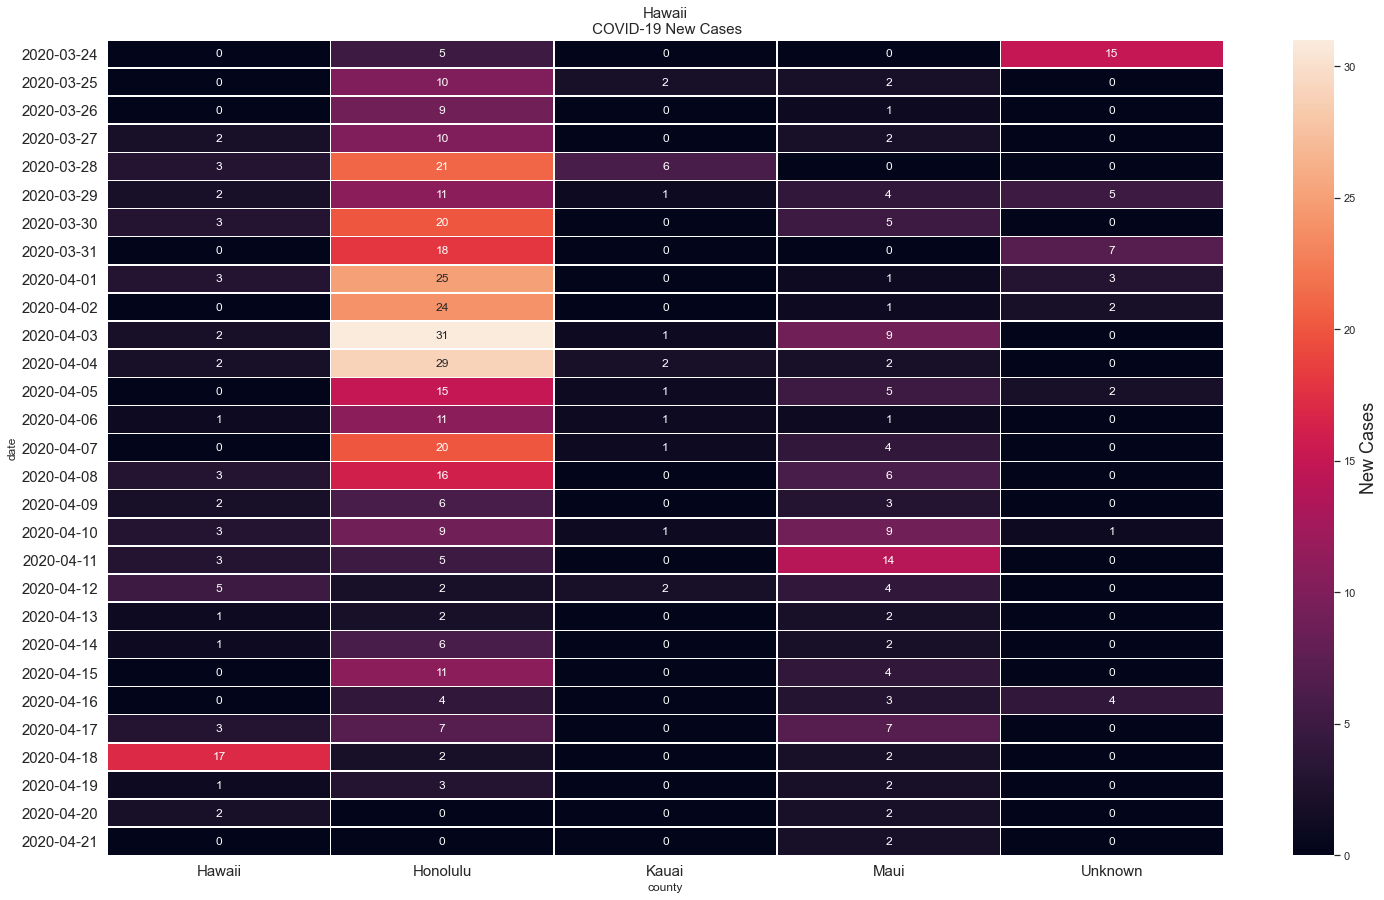 Hawaii
COVID-19 New Cases
2020-03-24 0 5 0 0 15
2020-03-25 0 10 2 2 0
2020-03-26 0 9 0 1 0
2020-03-27 2 10 0 2 0
2020-03-28 3 21 6 0 0
2020-03-29 2 11 1 4 5
2020-03-30 3 20 0 5 0
2020-03-31 0 18 0 0 7
2020-04-01 3 25 0 1 3
2020-04-02 0 24 0 1 2
2020-04-03 2 31 1 9 0
2020-04-04 2 29 2 2 0
2020-04-05 0 15 1 5 2
2020-04-06 1 11 1 1 0
2020-04-07 0 20 1 4 0
2020-04-08 3 16 0 6 0
2020-04-09 2 6 0 3 0
2020-04-10 3 9 1 9 1
2020-04-11 3 5 0 14 0
2020-04-12 5 2 2 4 0
2020-04-13 1 2 0 2 0
2020-04-14 1 6 0 2 0
2020-04-15 0 11 0 4 0
2020-04-16 0 4 0 3 4
2020-04-17 3 7 0 7 0
2020-04-18 17 2 0 2 0
2020-04-19 1 3 0 2 0
2020-04-20 2 0 0 2 0
2020-04-21 0 0 0 2 0
Hawaii Honolulu Kauai Maui Unknown
county
date
30
25
20
15
10
5
0
New Cases